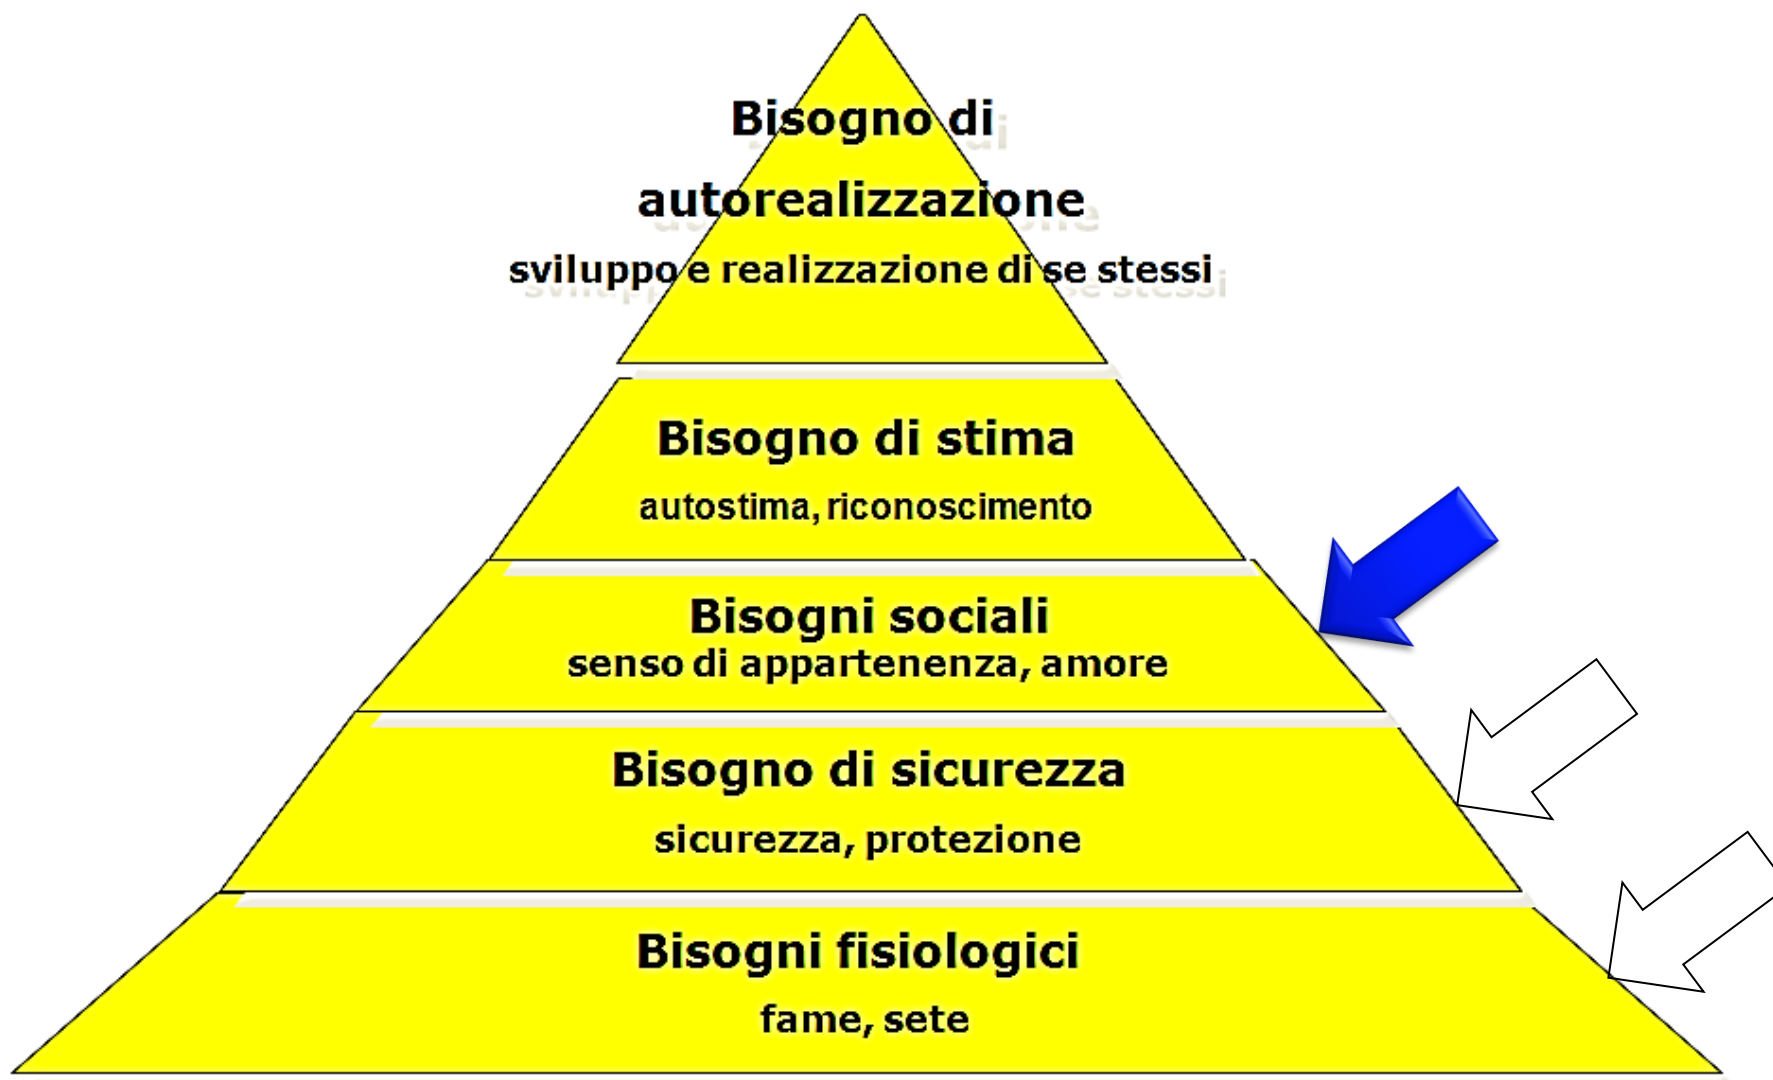 Bisogno di
autorealizzazione
sviluppo e realizzazione di se stessi
Bisogno di stima
autostima, riconoscimento
Bisogni sociali
senso di appartenenza, amore
Bisogno di sicurezza
sicurezza, protezione
Bisogni fisiologici
fame, sete